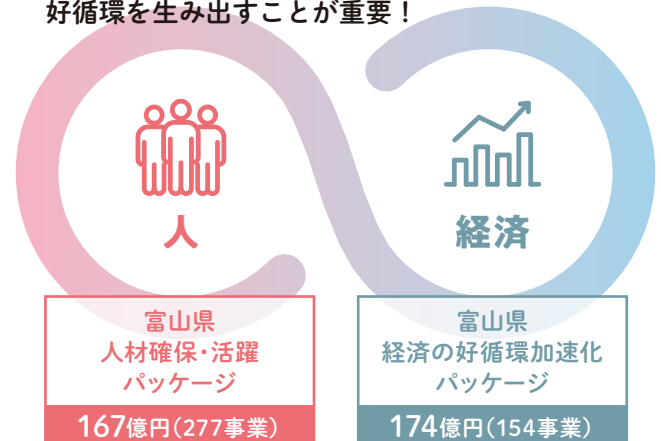 好循環を生み出すことが重要！
人
経済
富山県
人材確保・活躍
パッケージ
167億円（277事業）
富山県
経済の好循環加速化
パッケージ
174億円（154事業）